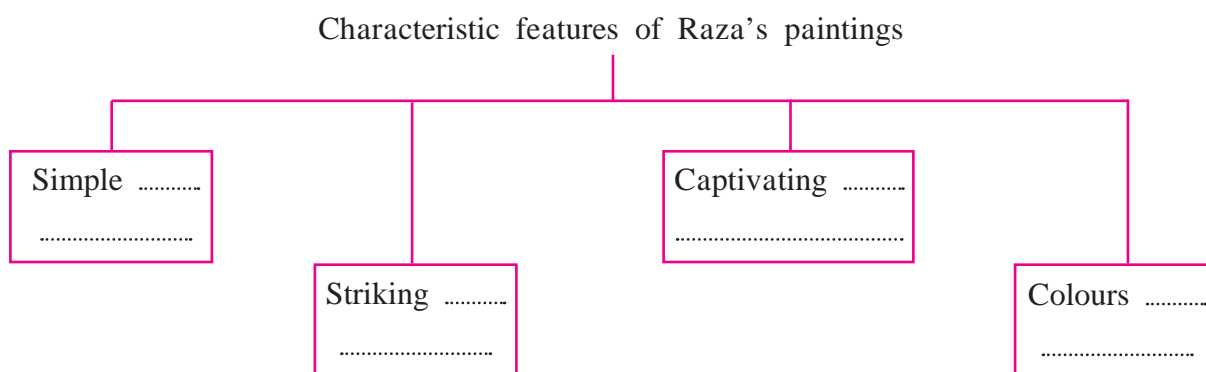 Characteristic features of Raza's paintings
Simple ............
............................
Captivating ............
..........................................
Striking ............
............................
Colours ............
............................